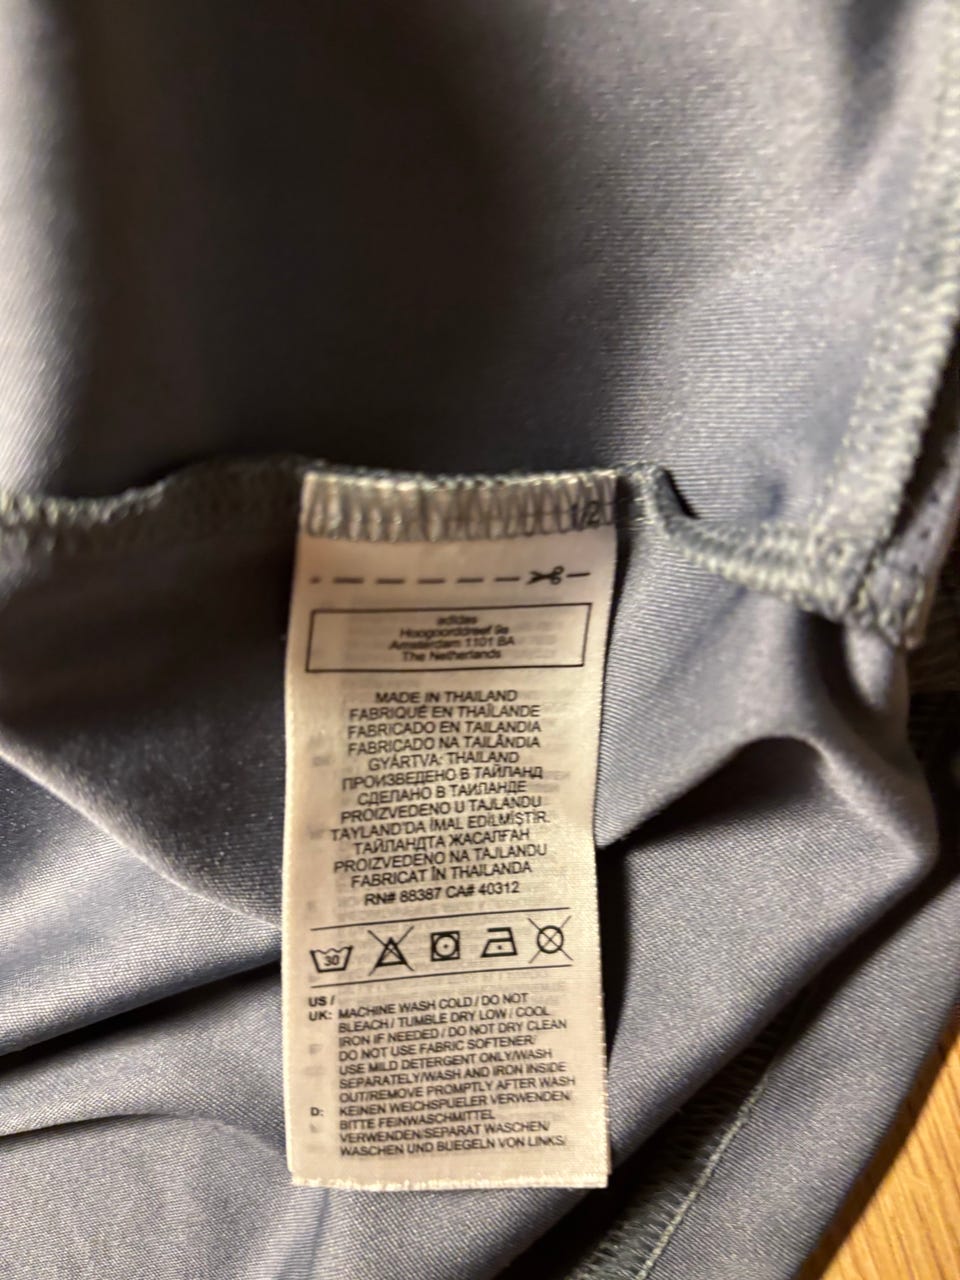 1/2
adidas
Hoogoorddreef 9a
Amsterdam 1101 BA
The Netherlands
MADE IN THAILAND
FABRIQUÉ EN THAÏLANDE
FABRICADO EN TAILANDIA
FABRICADO NA TAILÂNDIA
GYÁRTVA: THAILAND
ПРОИЗВЕДЕНО В ТАЙЛАНД
СДЕЛАНО В ТАИЛАНДЕ
PROIZVEDENO U TAJLANDU
TAYLAND'DA İMAL EDİLMİŞTİR.
ТАЙЛАНДТА ЖАСАЛҒАН
PROIZVEDENO NA TAJLANDU
FABRICAT ÎN THAILANDA
RN# 88387 CA# 40312
30
US /
UK: MACHINE WASH COLD / DO NOT
BLEACH / TUMBLE DRY LOW / COOL
IRON IF NEEDED / DO NOT DRY CLEAN
DO NOT USE FABRIC SOFTENER/
USE MILD DETERGENT ONLY/WASH
SEPARATELY/WASH AND IRON INSIDE
OUT/REMOVE PROMPTLY AFTER WASH
D: KEINEN WEICHSPUELER VERWENDEN/
BITTE FEINWASCHMITTEL
VERWENDEN/SEPARAT WASCHEN/
WASCHEN UND BUEGELN VON LINKS/